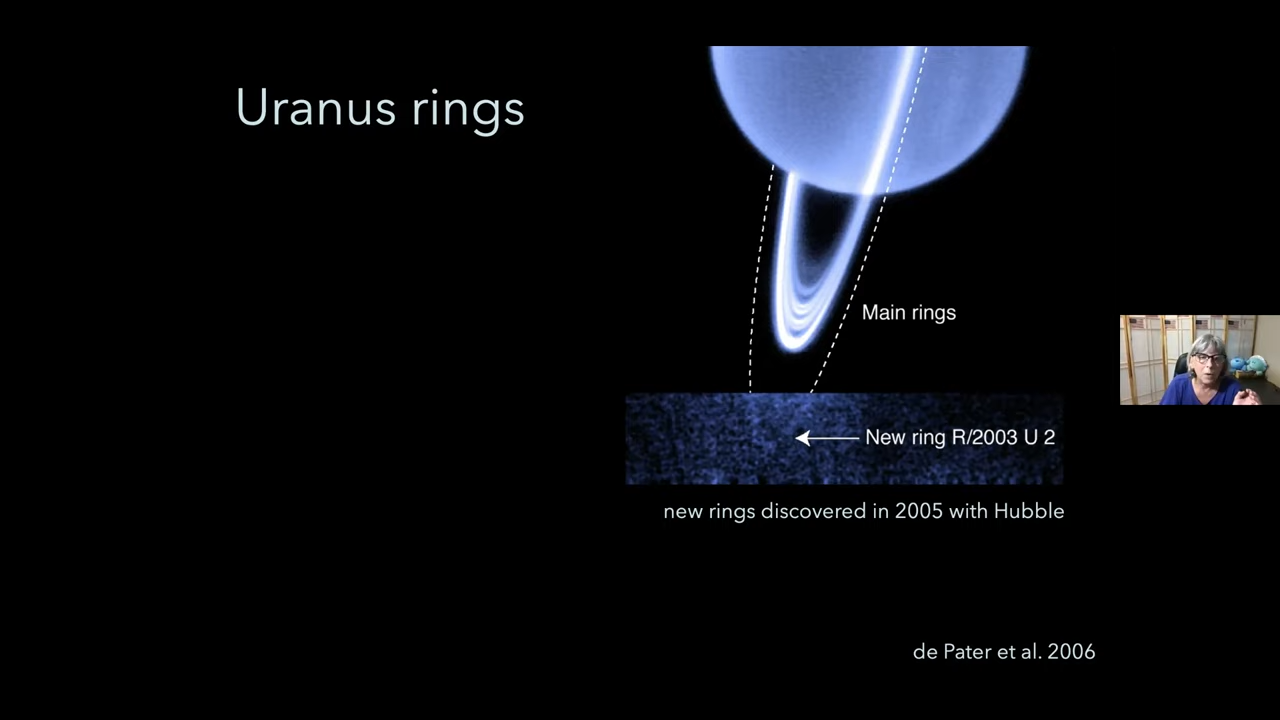 Uranus rings
Main rings
New ring R/2003 U 2
new rings discovered in 2005 with Hubble
de Pater et al. 2006